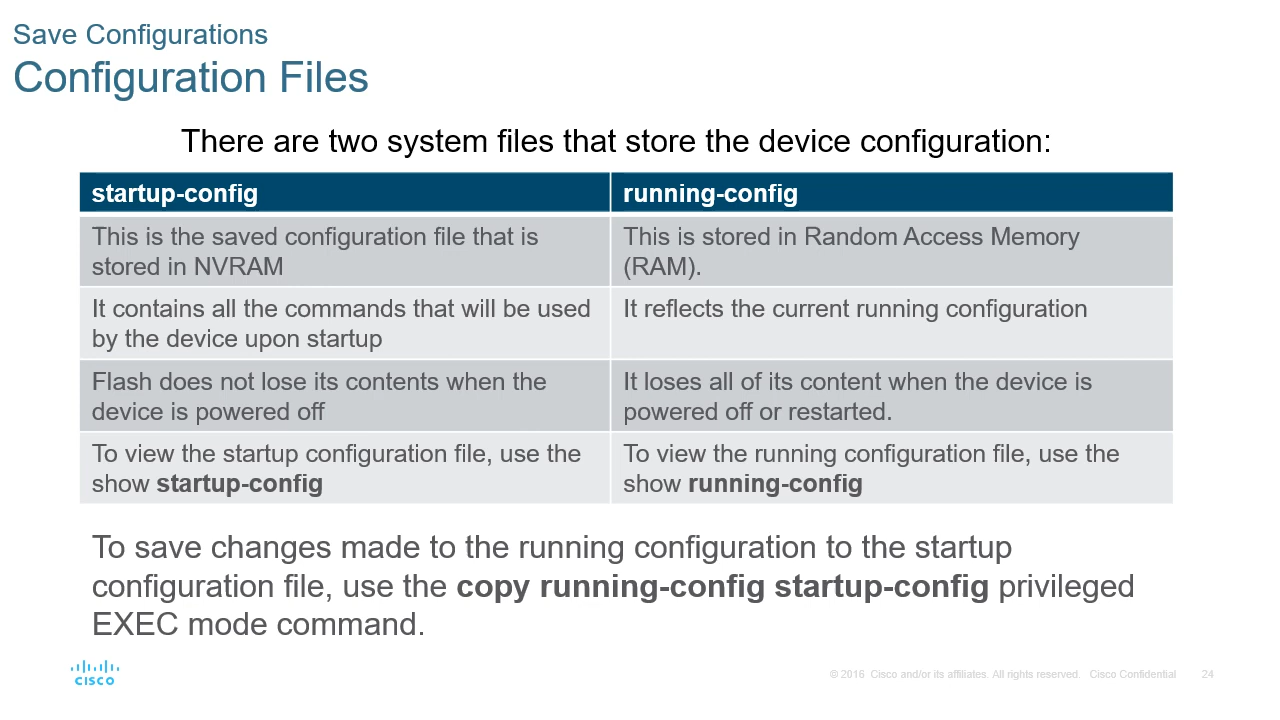 Save Configurations
Configuration Files
There are two system files that store the device configuration:
startup-config
running-config
This is the saved configuration file that is
stored in NVRAM
This is stored in Random Access Memory
(RAM).
It contains all the commands that will be used
by the device upon startup
It reflects the current running configuration
Flash does not lose its contents when the
device is powered off
It loses all of its content when the device is
powered off or restarted.
To view the startup configuration file, use the
show startup-config
To view the running configuration file, use the
show running-config
To save changes made to the running configuration to the startup
configuration file, use the copy running-config startup-config privileged
EXEC mode command.
CISCO
© 2016 Cisco and/or its affiliates. All rights reserved. Cisco Confidential 24